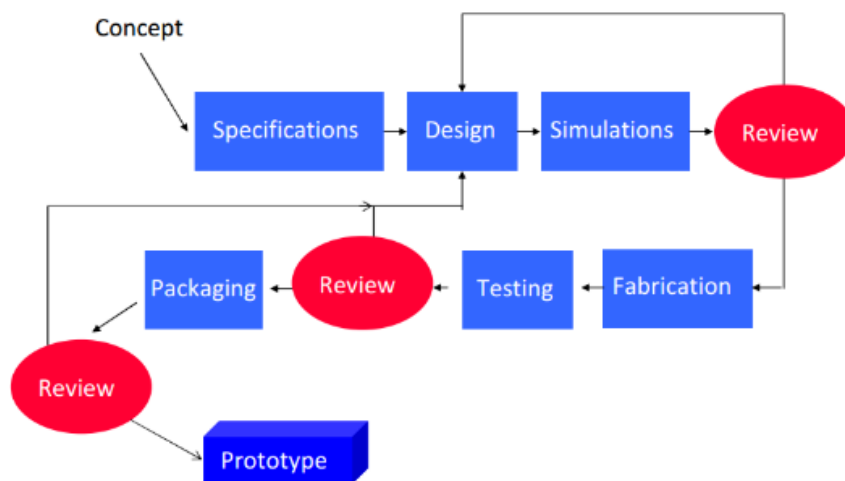 Concept
Specifications
Design
Simulations
Review
Packaging
Review
Testing
Fabrication
Review
Prototype